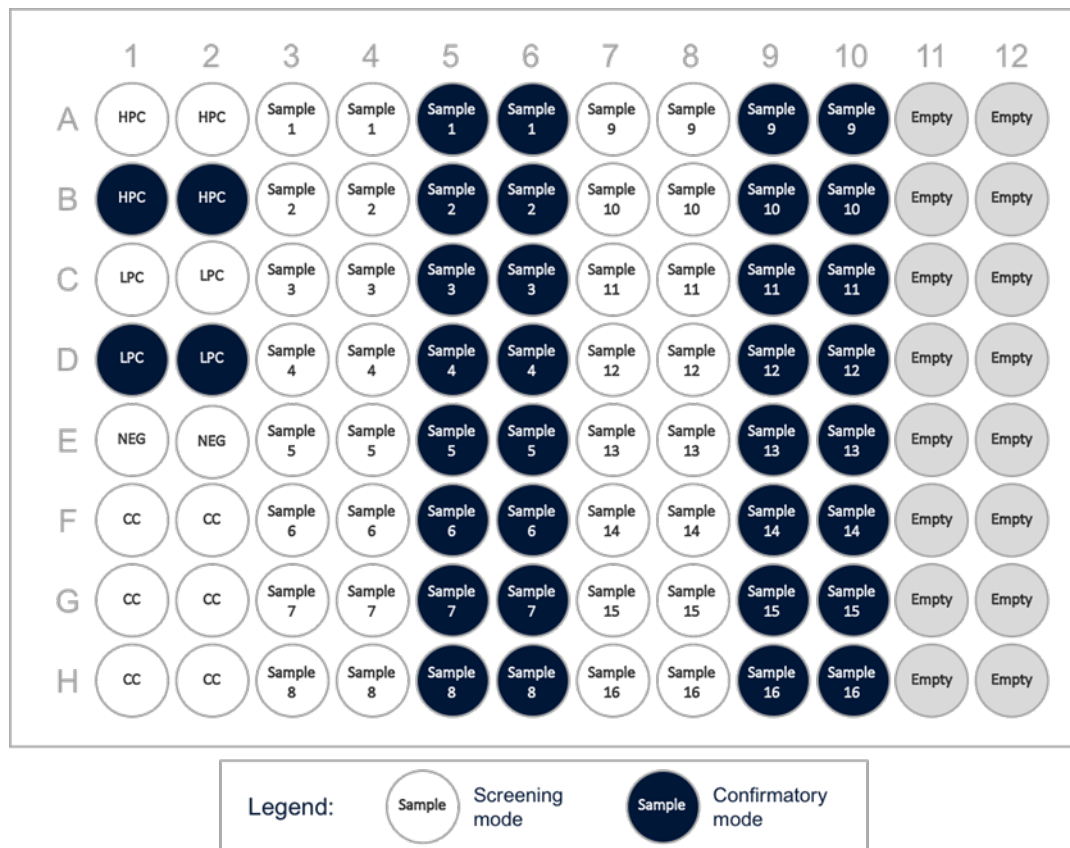 1 2 3 4 5 6 7 8 9 10 11 12
A HPC HPC Sample 1 Sample 1 Sample 1 Sample 1 Sample 9 Sample 9 Sample 9 Sample 9 Empty Empty
B HPC HPC Sample 2 Sample 2 Sample 2 Sample 2 Sample 10 Sample 10 Sample 10 Sample 10 Empty Empty
C LPC LPC Sample 3 Sample 3 Sample 3 Sample 3 Sample 11 Sample 11 Sample 11 Sample 11 Empty Empty
D LPC LPC Sample 4 Sample 4 Sample 4 Sample 4 Sample 12 Sample 12 Sample 12 Sample 12 Empty Empty
E NEG NEG Sample 5 Sample 5 Sample 5 Sample 5 Sample 13 Sample 13 Sample 13 Sample 13 Empty Empty
F CC CC Sample 6 Sample 6 Sample 6 Sample 6 Sample 14 Sample 14 Sample 14 Sample 14 Empty Empty
G CC CC Sample 7 Sample 7 Sample 7 Sample 7 Sample 15 Sample 15 Sample 15 Sample 15 Empty Empty
H CC CC Sample 8 Sample 8 Sample 8 Sample 8 Sample 16 Sample 16 Sample 16 Sample 16 Empty Empty
Legend: Sample Screening mode Sample Confirmatory mode